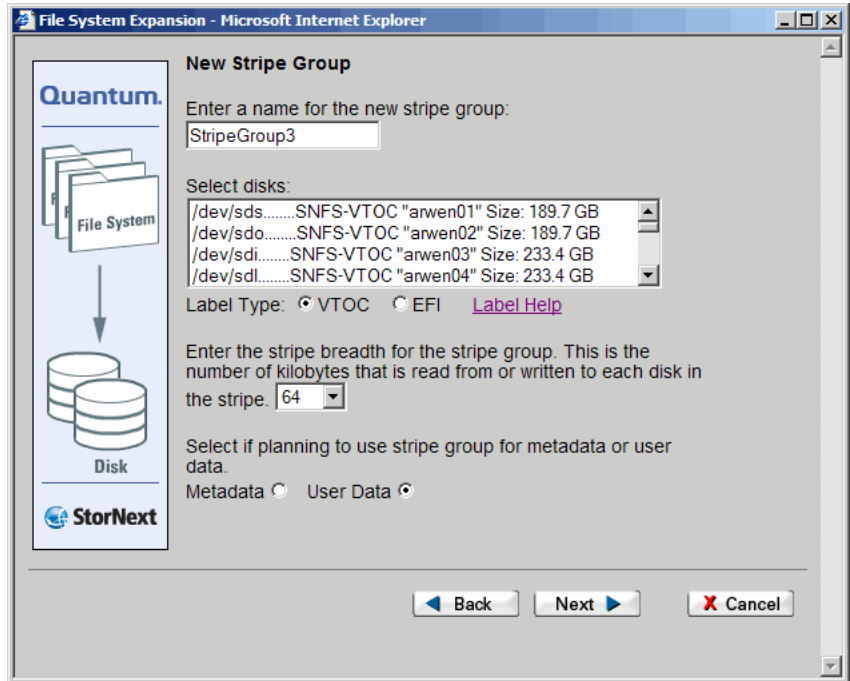 File System Expansion - Microsoft Internet Explorer
Quantum.
File System
Disk
StorNext
New Stripe Group
Enter a name for the new stripe group:
StripeGroup3
Select disks:
/dev/sds........SNFS-VTOC "arwen01" Size: 189.7 GB
/dev/sdo........SNFS-VTOC "arwen02" Size: 189.7 GB
/dev/sdi........SNFS-VTOC "arwen03" Size: 233.4 GB
/dev/sdl........SNFS-VTOC "arwen04" Size: 233.4 GB
Label Type: VTOC EFI Label Help
Enter the stripe breadth for the stripe group. This is the
number of kilobytes that is read from or written to each disk in
the stripe. 64
Select if planning to use stripe group for metadata or user
data.
Metadata User Data
Back Next X Cancel